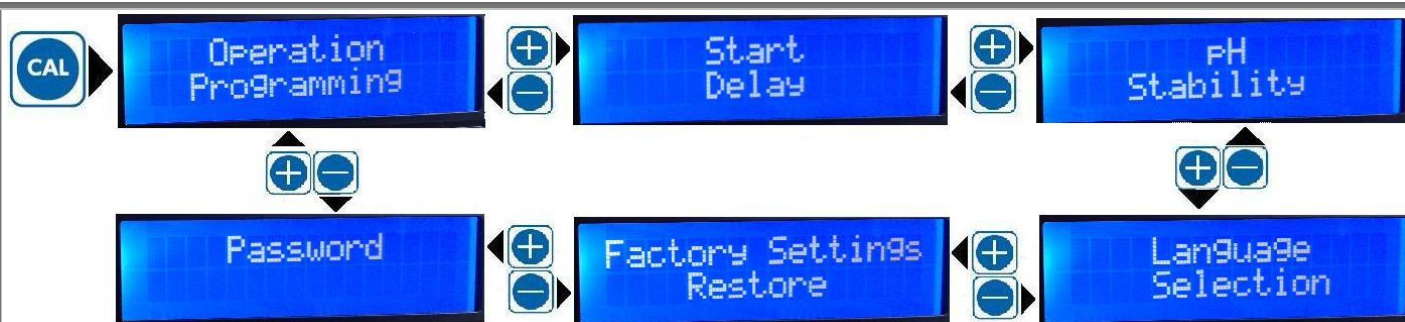 CAL
Operation
Programming
Start
Delay
pH
Stability
Password
Factory Settings
Restore
Language
Selection